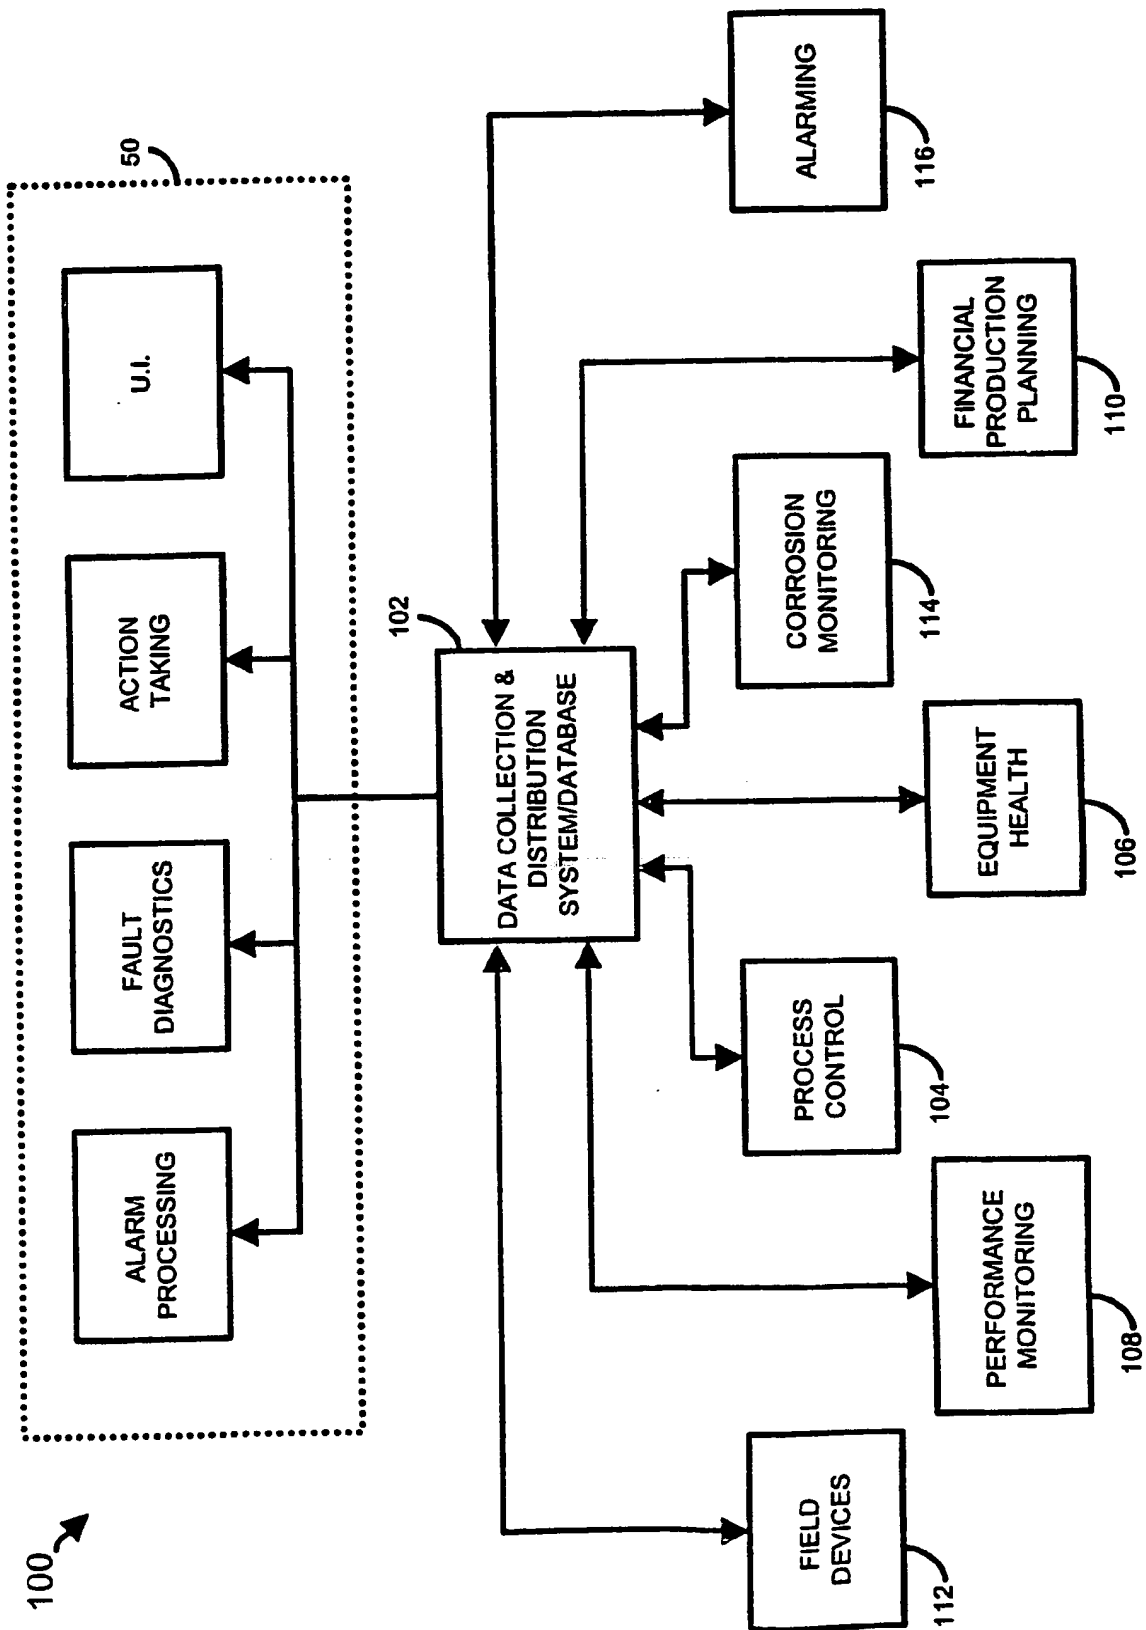 100
50
ALARM
PROCESSING
FAULT
DIAGNOSTICS
ACTION
TAKING
U.I.
102
DATA COLLECTION &
DISTRIBUTION
SYSTEM/DATABASE
FIELD
DEVICES
112
PERFORMANCE
MONITORING
108
PROCESS
CONTROL
104
EQUIPMENT
HEALTH
106
CORROSION
MONITORING
114
FINANCIAL
PRODUCTION
PLANNING
110
ALARMING
116